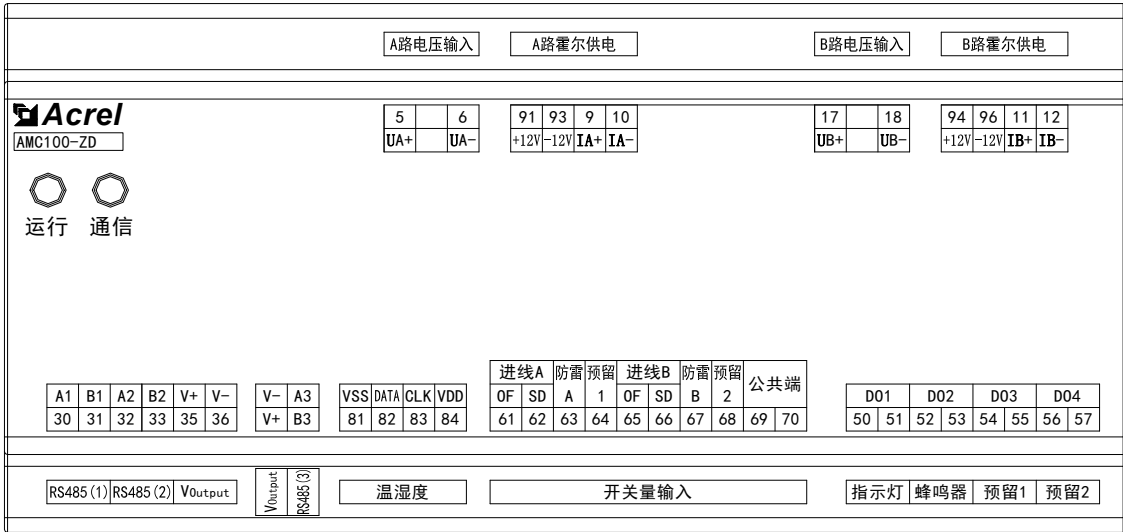 A路电压输入 A路霍尔供电 B路电压输入 B路霍尔供电
Acrel
AMC100-ZD
5 6 91 93 9 10 17 18 94 96 11 12
UA+ UA- +12V -12V IA+ IA- UB+ UB- +12V -12V IB+ IB-
运行 通信
进线A 防雷 预留 进线B 防雷 预留 公共端
A1 B1 A2 B2 V+ V- V- A3 VSS DATA CLK VDD OF SD A 1 OF SD B 2 DO1 DO2 DO3 DO4
30 31 32 33 35 36 V+ B3 81 82 83 84 61 62 63 64 65 66 67 68 69 70 50 51 52 53 54 55 56 57
RS485(1) RS485(2) VOutput VOutput RS485(3) 温湿度 开关量输入 指示灯 蜂鸣器 预留1 预留2